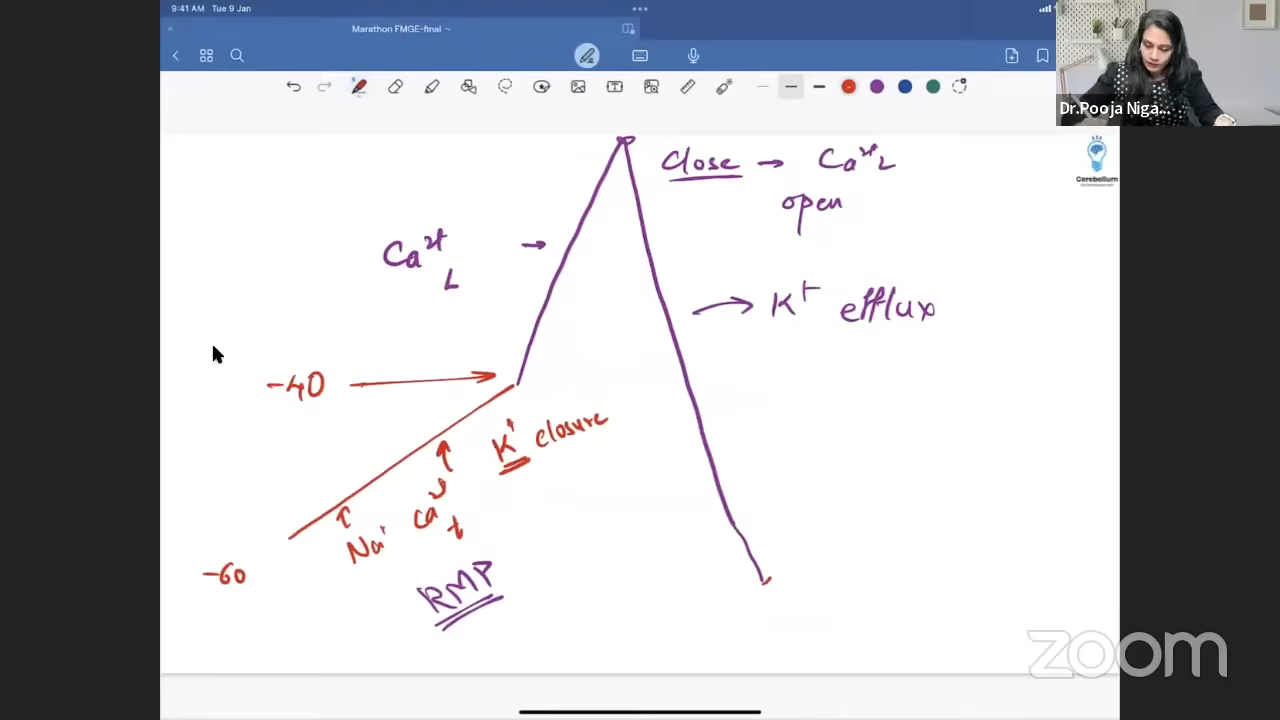 9:41 AM Tue 9 Jan
Marathon FMGE-final
Dr.Pooja Niga...
Cerebellum
Close → Ca²⁺ L
open
Ca²⁺ L →
→ K⁺ efflux
-40 →
K⁺ closure
Na⁺ Ca²⁺ t
-60
RMP
zoom